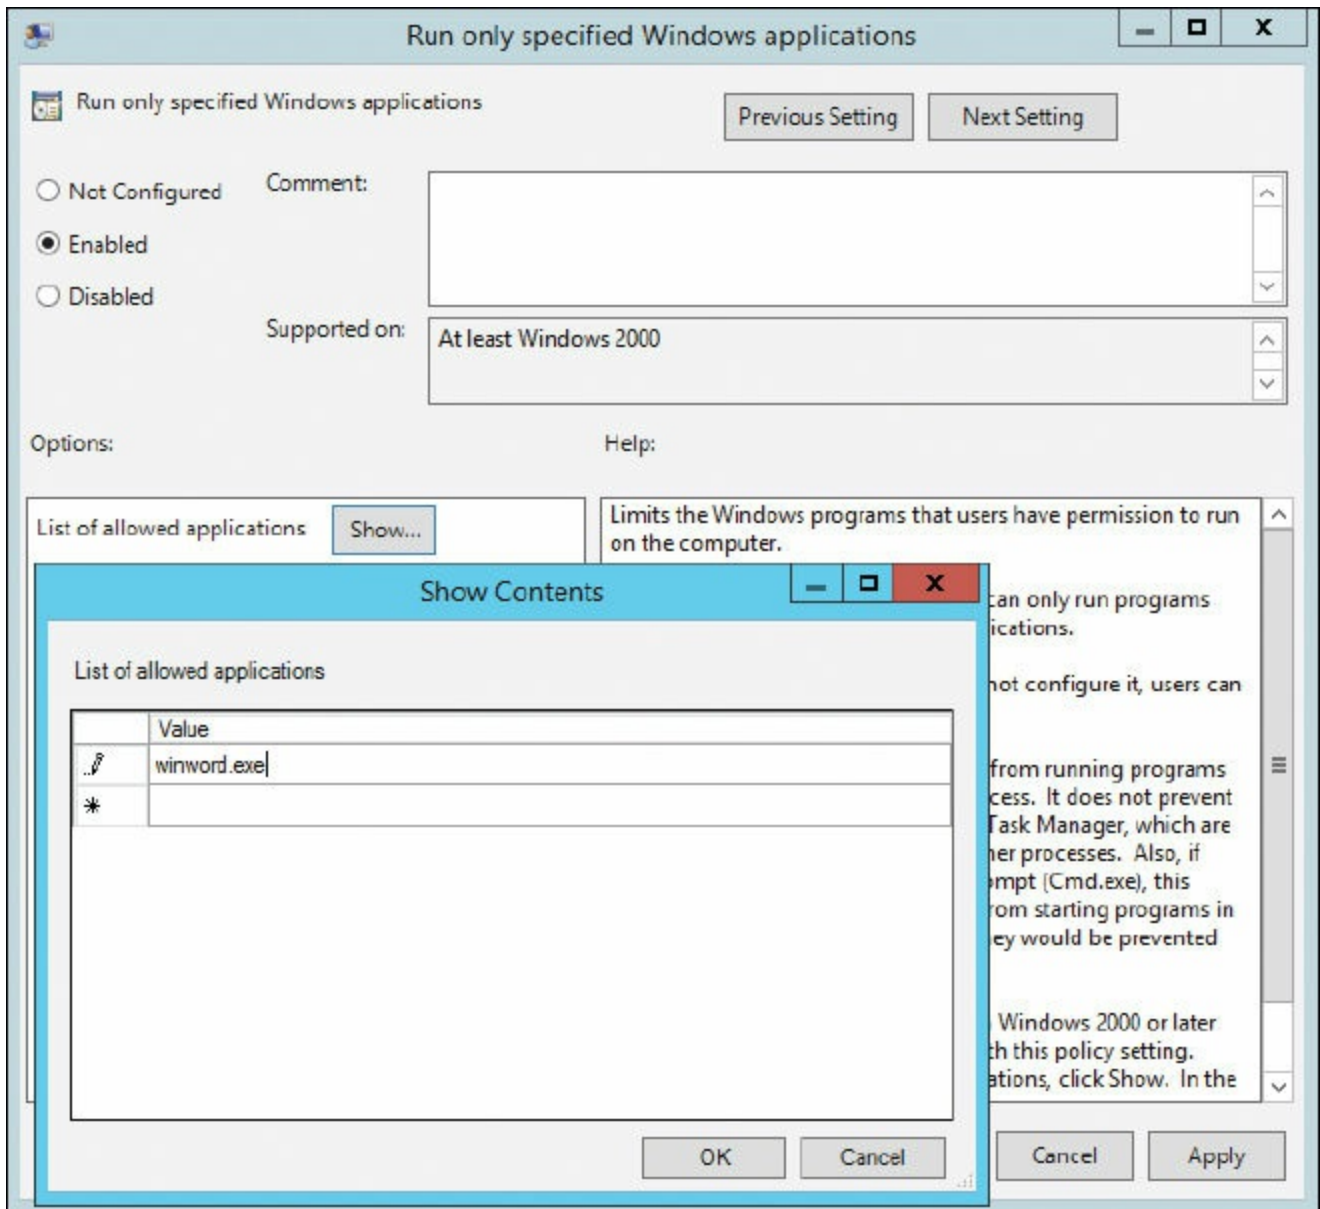 Run only specified Windows applications
Run only specified Windows applications
Previous Setting
Next Setting
Not Configured
Comment:
Enabled
Disabled
Supported on:
At least Windows 2000
Options:
Help:
List of allowed applications
Show...
Limits the Windows programs that users have permission to run
on the computer.
can only run programs
ications.
not configure it, users can
from running programs
cess. It does not prevent
Task Manager, which are
her processes. Also, if
ompt (Cmd.exe), this
rom starting programs in
ey would be prevented
Windows 2000 or later
th this policy setting.
ations, click Show. In the
Show Contents
List of allowed applications
Value
winword.exe
OK
Cancel
Cancel
Apply